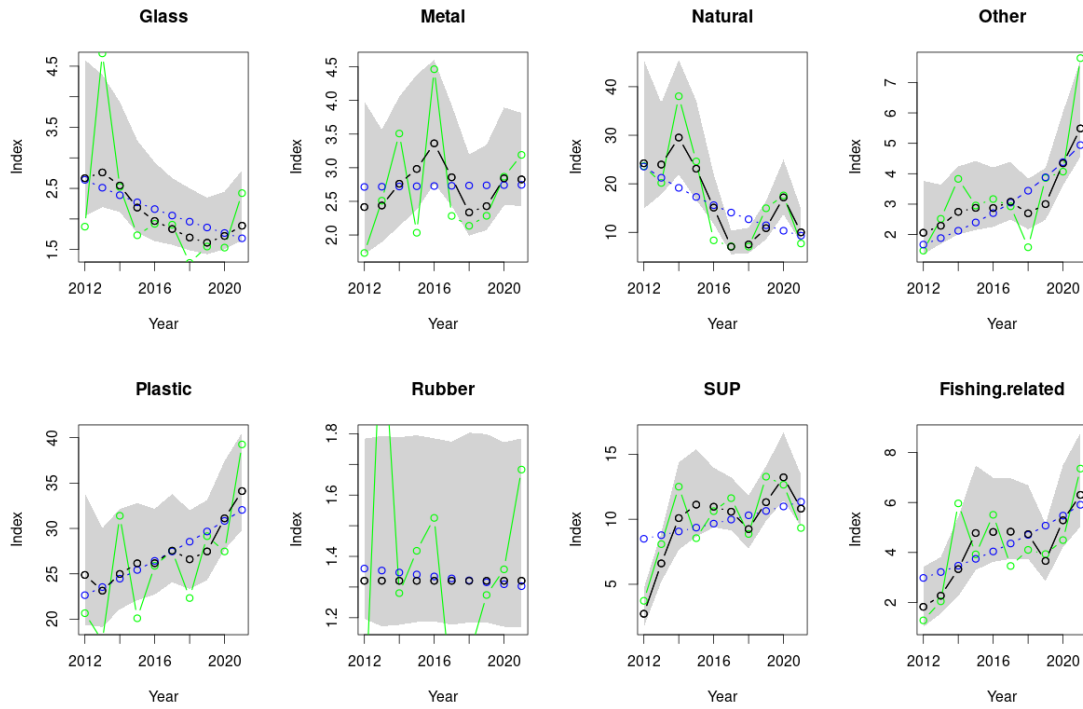 Glass
Metal
Natural
Other
Index
1.5
2.5
3.5
4.5
2012
2016
2020
Year
Index
2.0
2.5
3.0
3.5
4.0
4.5
2012
2016
2020
Year
Index
10
20
30
40
2012
2016
2020
Year
Index
2
3
4
5
6
7
2012
2016
2020
Year
Plastic
Rubber
SUP
Fishing.related
Index
20
25
30
35
40
2012
2016
2020
Year
Index
1.2
1.4
1.6
1.8
2012
2016
2020
Year
Index
5
10
15
2012
2016
2020
Year
Index
2
4
6
8
2012
2016
2020
Year